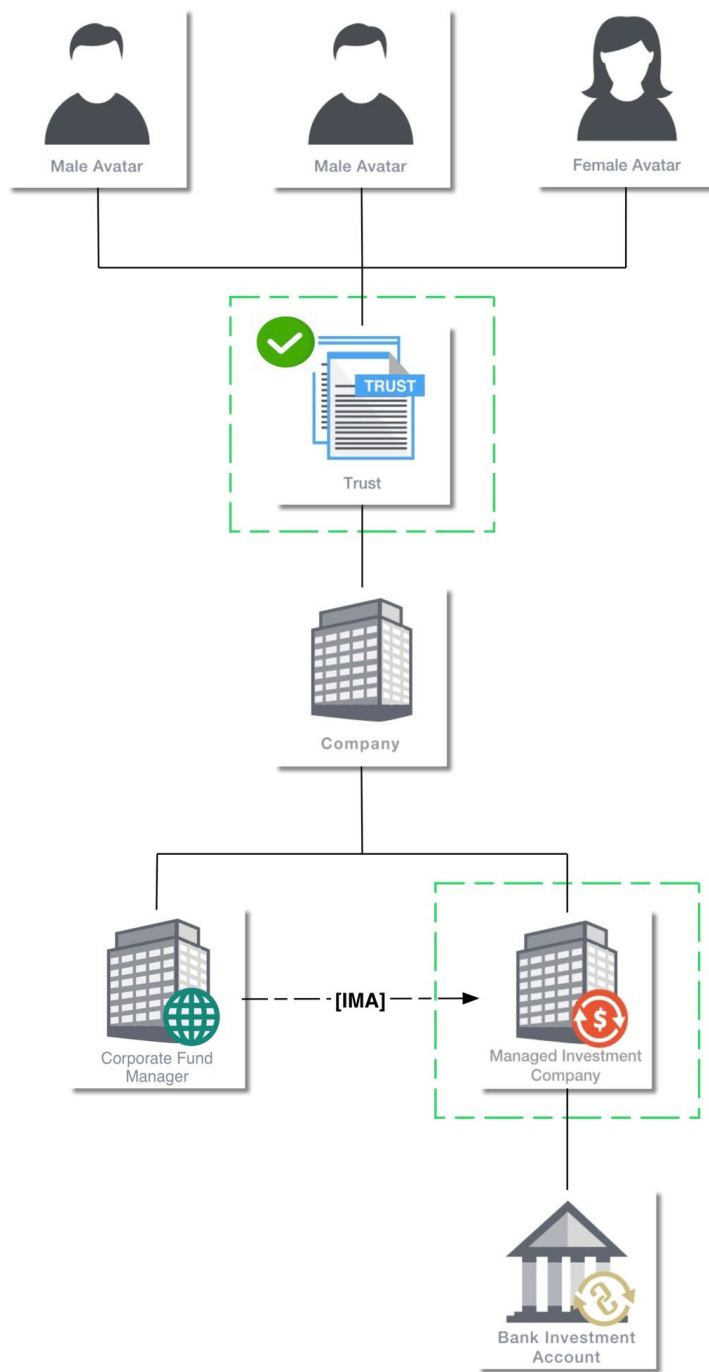 Male Avatar
Male Avatar
Female Avatar
TRUST
Trust
Company
[IMA]
Corporate Fund
Manager
$
Managed Investment
Company
Bank Investment
Account